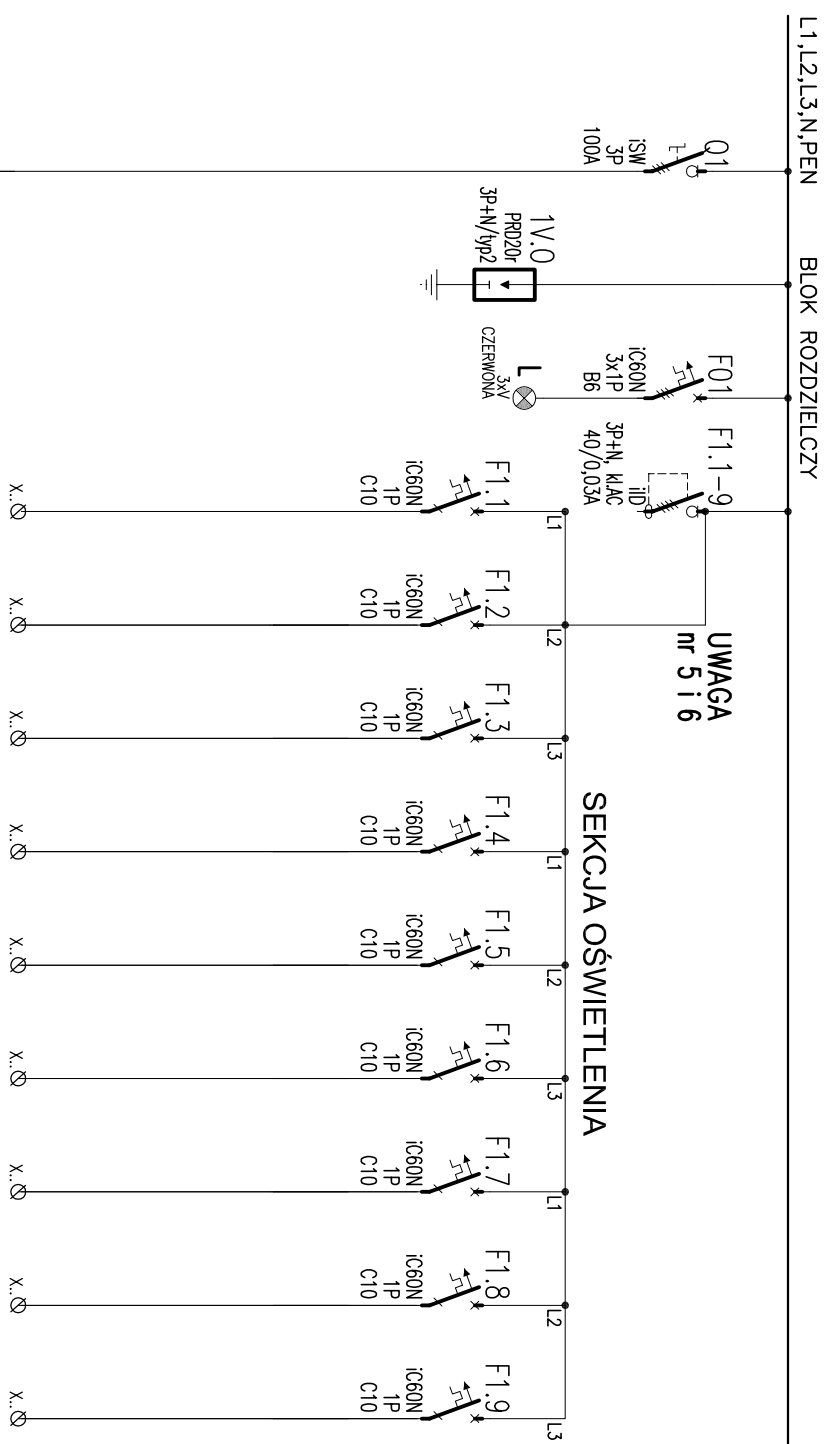 L1,L2,L3,N,PEN
BLOK ROZDZIELCZY
Q1
iSW
3P
100A
1V.0
PRD20r
3P+N/typ2
F01
iC60N
3x1P
B6
L
3xV
CZERWONA
F1.1-9
iID
3P+N, kl.AC
40/0,03A
UWAGA
nr 5 i 6
SEKCJA OŚWIETLENIA
L1
F1.1
iC60N
1P
C10
X..
L2
F1.2
iC60N
1P
C10
X..
L3
F1.3
iC60N
1P
C10
X..
L1
F1.4
iC60N
1P
C10
X..
L2
F1.5
iC60N
1P
C10
X..
L3
F1.6
iC60N
1P
C10
X..
L1
F1.7
iC60N
1P
C10
X..
L2
F1.8
iC60N
1P
C10
X..
L3
F1.9
iC60N
1P
C10
X..